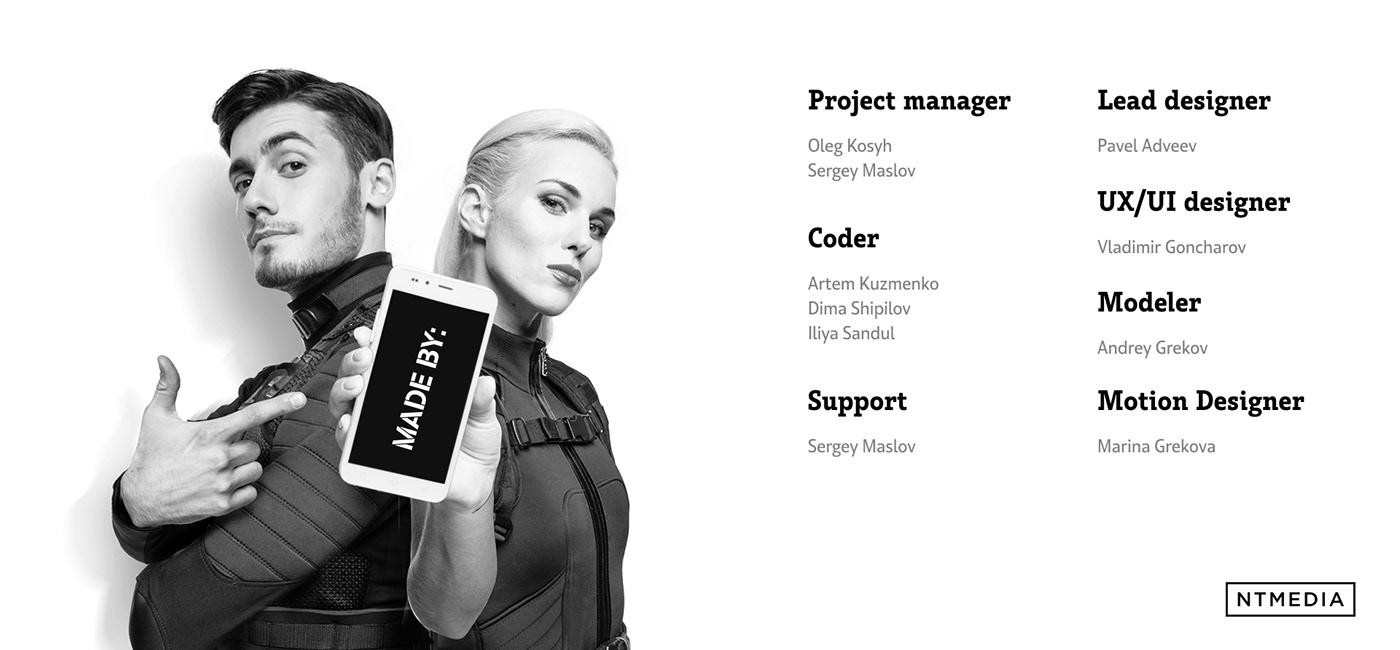 MADE BY:
Project manager
Oleg Kosyh
Sergey Maslov
Coder
Artem Kuzmenko
Dima Shipilov
Iliya Sandul
Support
Sergey Maslov
Lead designer
Pavel Adveev
UX/UI designer
Vladimir Goncharov
Modeler
Andrey Grekov
Motion Designer
Marina Grekova
NTMEDIA